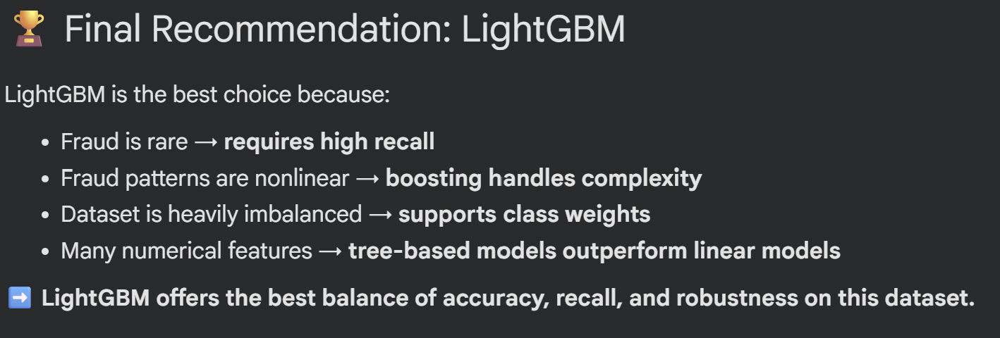 🏆 Final Recommendation: LightGBM
LightGBM is the best choice because:
• Fraud is rare → requires high recall
• Fraud patterns are nonlinear → boosting handles complexity
• Dataset is heavily imbalanced → supports class weights
• Many numerical features → tree-based models outperform linear models
➡️ LightGBM offers the best balance of accuracy, recall, and robustness on this dataset.